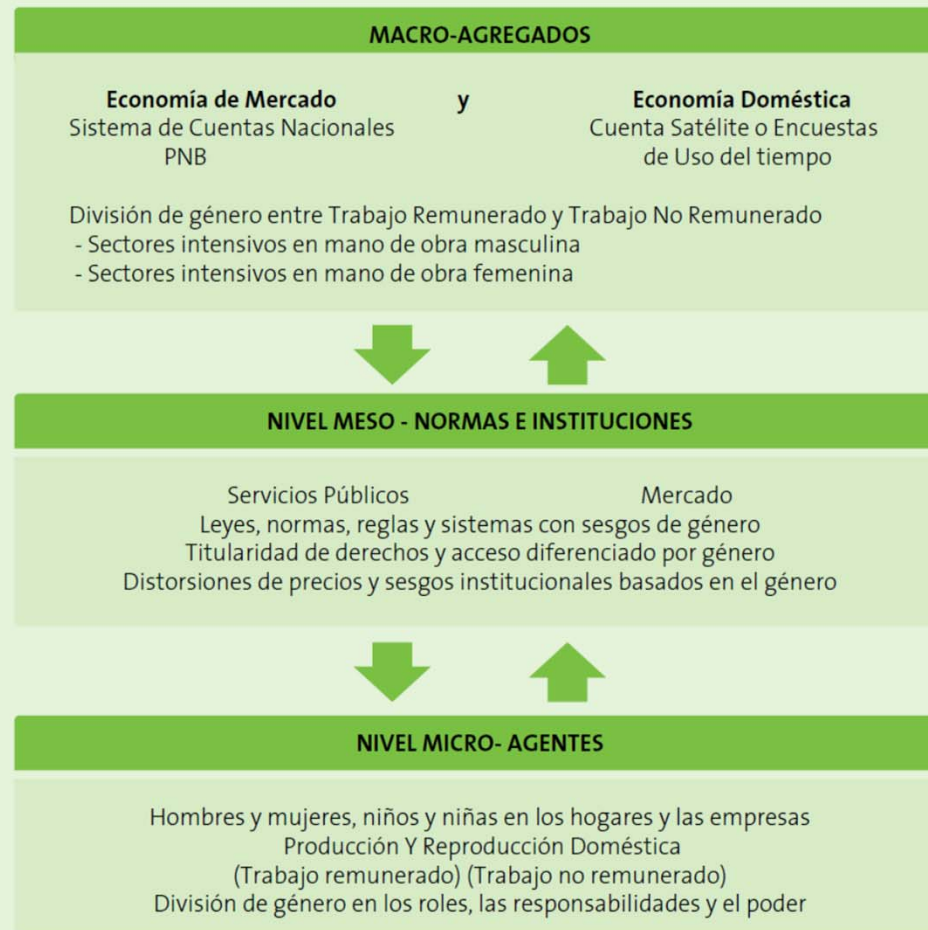 MACRO-AGREGADOS
Economía de Mercado y Economía Doméstica
Sistema de Cuentas Nacionales Cuenta Satélite o Encuestas
PNB de Uso del tiempo
División de género entre Trabajo Remunerado y Trabajo No Remunerado
- Sectores intensivos en mano de obra masculina
- Sectores intensivos en mano de obra femenina
NIVEL MESO - NORMAS E INSTITUCIONES
Servicios Públicos Mercado
Leyes, normas, reglas y sistemas con sesgos de género
Titularidad de derechos y acceso diferenciado por género
Distorsiones de precios y sesgos institucionales basados en el género
NIVEL MICRO- AGENTES
Hombres y mujeres, niños y niñas en los hogares y las empresas
Producción Y Reproducción Doméstica
(Trabajo remunerado) (Trabajo no remunerado)
División de género en los roles, las responsabilidades y el poder